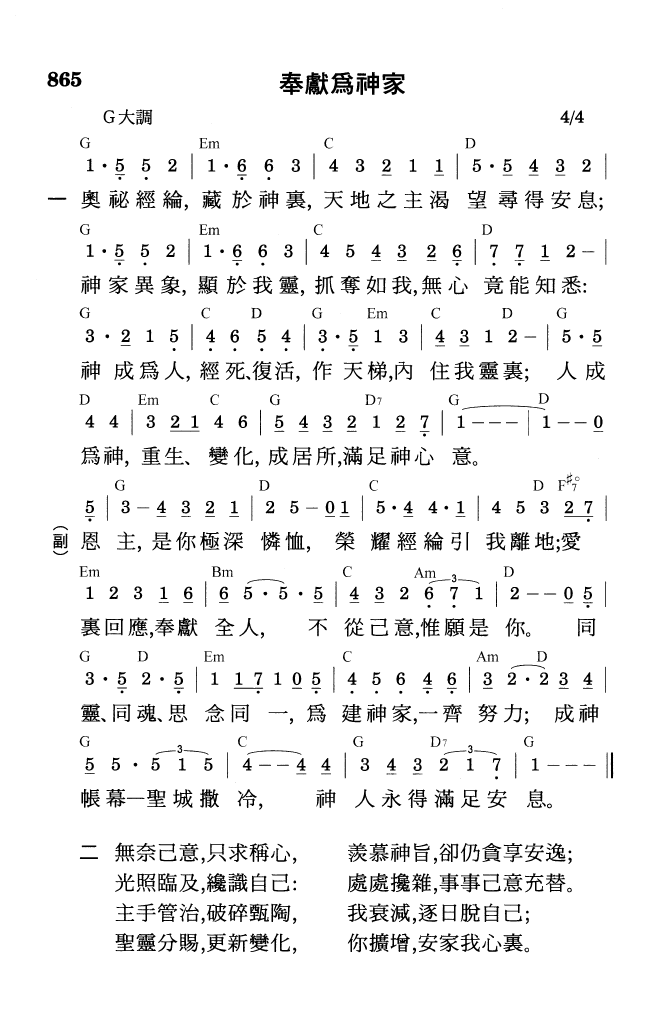 865 奉獻爲神家
G大調 4/4
G Em C D
1·5 5 2 | 1·6 6 3 | 4 3 2 1 1 | 5·5 4 3 2 |
一 奧祕經綸, 藏於神裏, 天地之主渴 望尋得安息;
G Em C D
1·5 5 2 | 1·6 6 3 | 4 5 4 3 2 6 | 7 7 1 2– |
神家異象, 顯於我靈, 抓奪如我,無心 竟能知悉:
G C D G Em C D G
3·2 1 5 | 4 6 5 4 | 3·5 1 3 | 4 3 1 2– | 5·5
神 成爲人, 經死、復活, 作 天梯,內 住我靈裏; 人成
D Em C G D7 G D
4 4 | 3 2 1 4 6 | 5 4 3 2 1 2 7 | 1––– | 1––0
爲神, 重生、 變化, 成居所,滿足神心 意。
G D C D F#°7
5 | 3–4 3 2 1 | 2 5–0 1 | 5·4 4·1 | 4 5 3 2 7 |
(副) 恩 主, 是你極深 憐恤, 榮 耀經綸引 我離地;愛
Em Bm C Am D
1 2 3 1 6 | 6 5·5·5 | 4 3 2 6 7 1 | 2––0 5 |
裏回應,奉獻 全人, 不 從己意,惟願是 你。 同
G D Em C Am D
3·5 2·5 | 1 1 7 1 0 5 | 4 5 6 4 6 | 3 2·2 3 4 |
靈、同魂、思 念同 一, 爲 建神家,一齊 努力; 成神
G C G D7 G
5 5·5 1 5 | 4––4 4 | 3 4 3 2 1 7 | 1––– ||
帳幕—聖城撒 冷, 神 人永得滿足安 息。
二 無奈己意,只求稱心, 羨慕神旨,卻仍貪享安逸;
光照臨及,纔識自己: 處處攙雜,事事己意充替。
主手管治,破碎甄陶, 我衰減,逐日脫自己;
聖靈分賜,更新變化, 你擴增,安家我心裏。